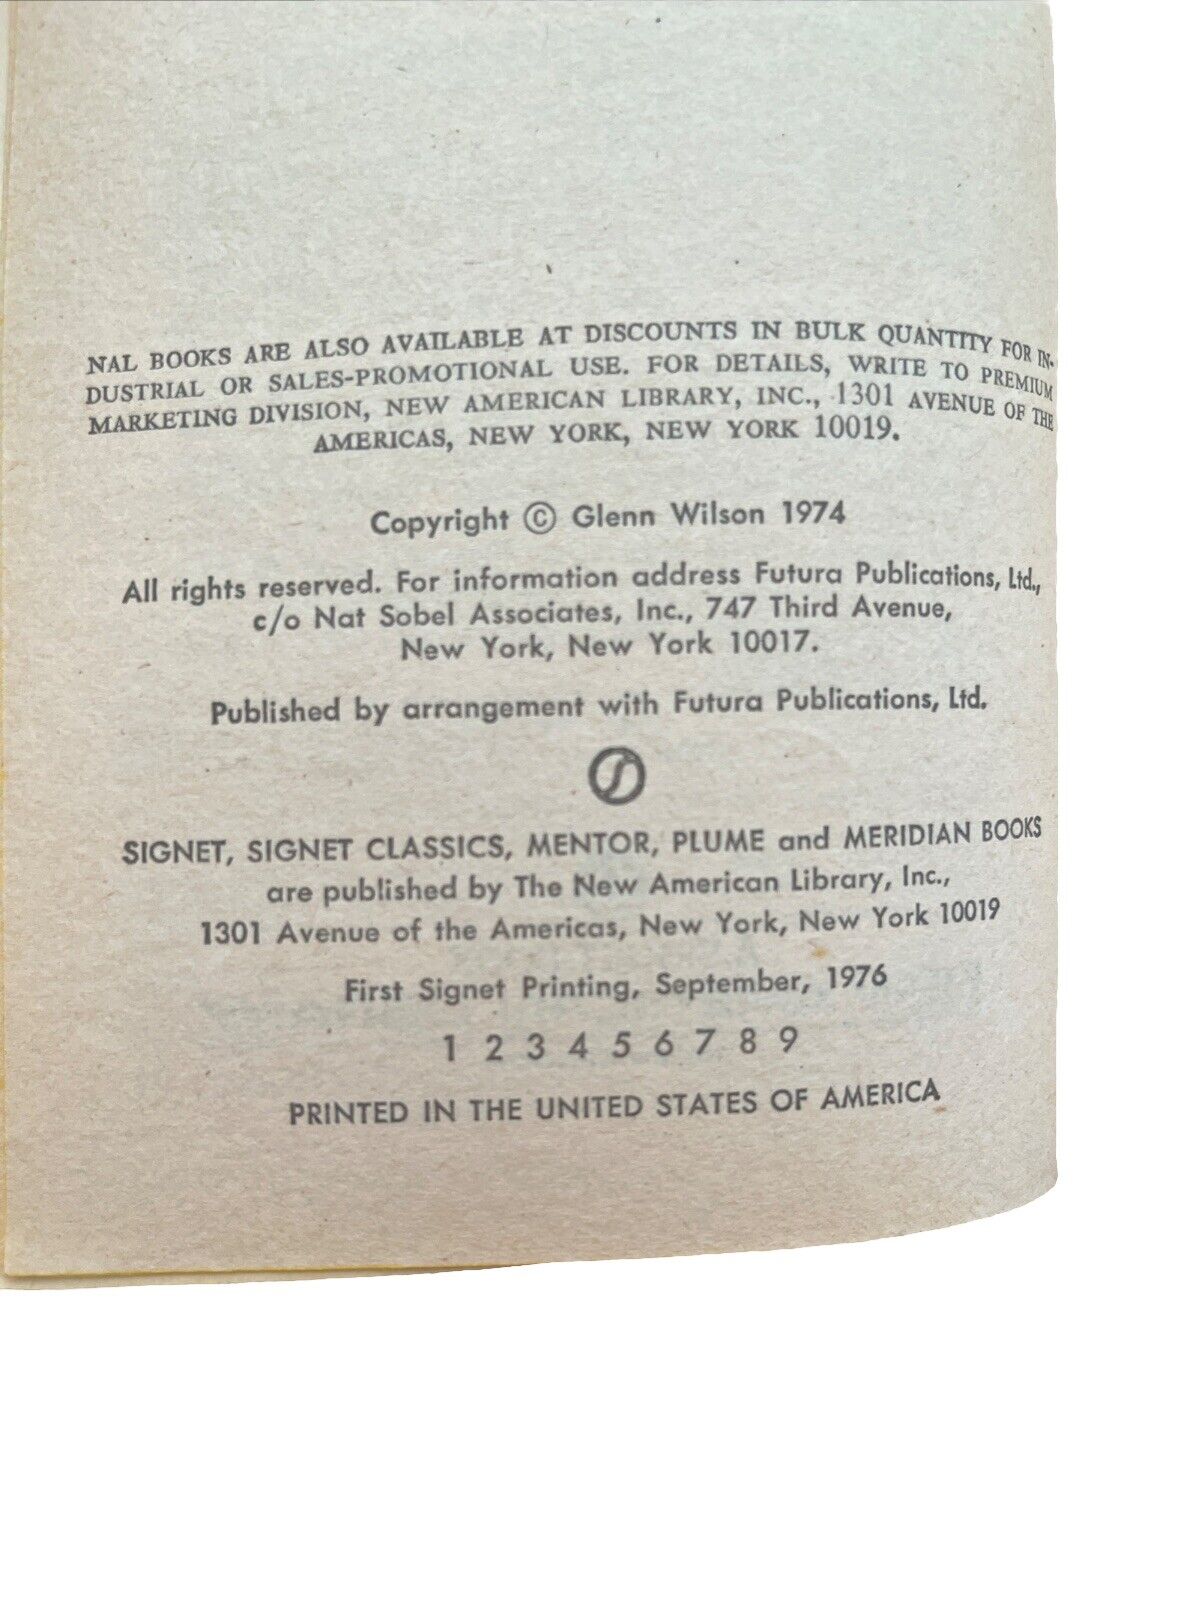 NAL BOOKS ARE ALSO AVAILABLE AT DISCOUNTS IN BULK QUANTITY FOR IN-
DUSTRIAL OR SALES-PROMOTIONAL USE. FOR DETAILS, WRITE TO PREMIUM
MARKETING DIVISION, NEW AMERICAN LIBRARY, INC., 1301 AVENUE OF THE
AMERICAS, NEW YORK, NEW YORK 10019.
Copyright © Glenn Wilson 1974
All rights reserved. For information address Futura Publications, Ltd.,
c/o Nat Sobel Associates, Inc., 747 Third Avenue,
New York, New York 10017.
Published by arrangement with Futura Publications, Ltd.
SIGNET, SIGNET CLASSICS, MENTOR, PLUME and MERIDIAN BOOKS
are published by The New American Library, Inc.,
1301 Avenue of the Americas, New York, New York 10019
First Signet Printing, September, 1976
1 2 3 4 5 6 7 8 9
PRINTED IN THE UNITED STATES OF AMERICA